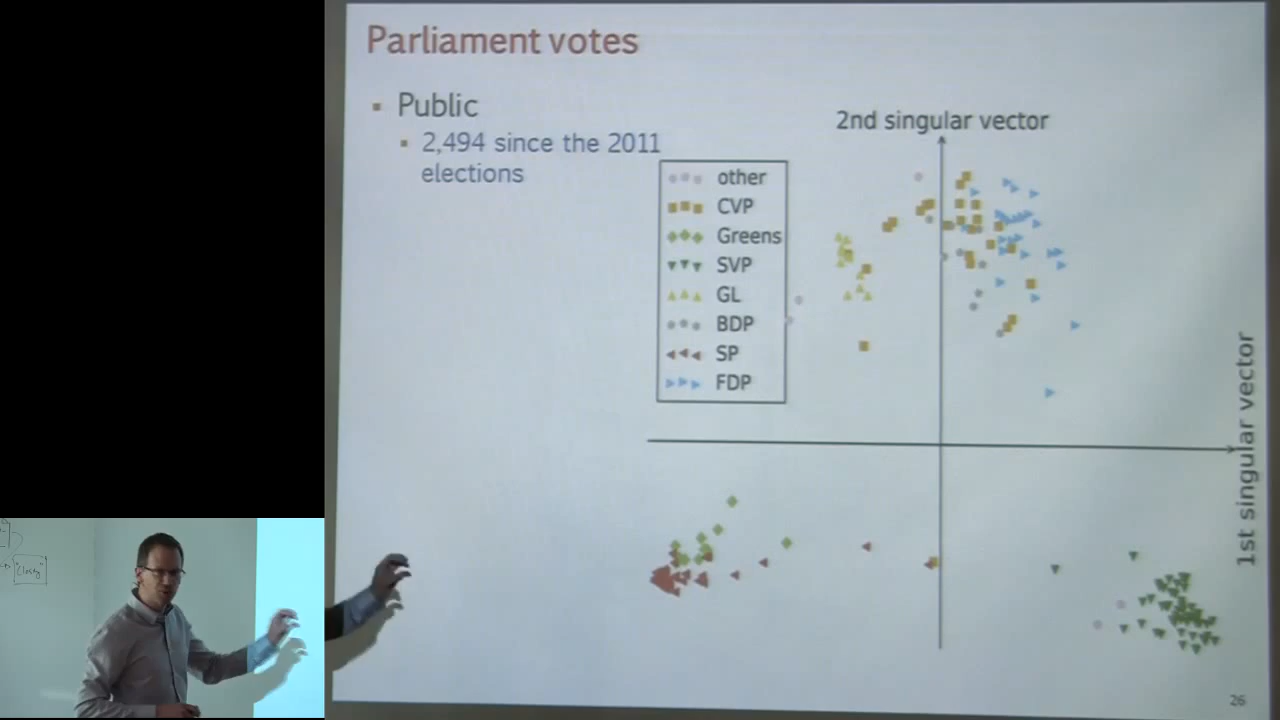 Parliament votes
Public
2,494 since the 2011
elections
2nd singular vector
other
CVP
Greens
SVP
GL
BDP
SP
FDP
1st singular vector
26
"Closy"